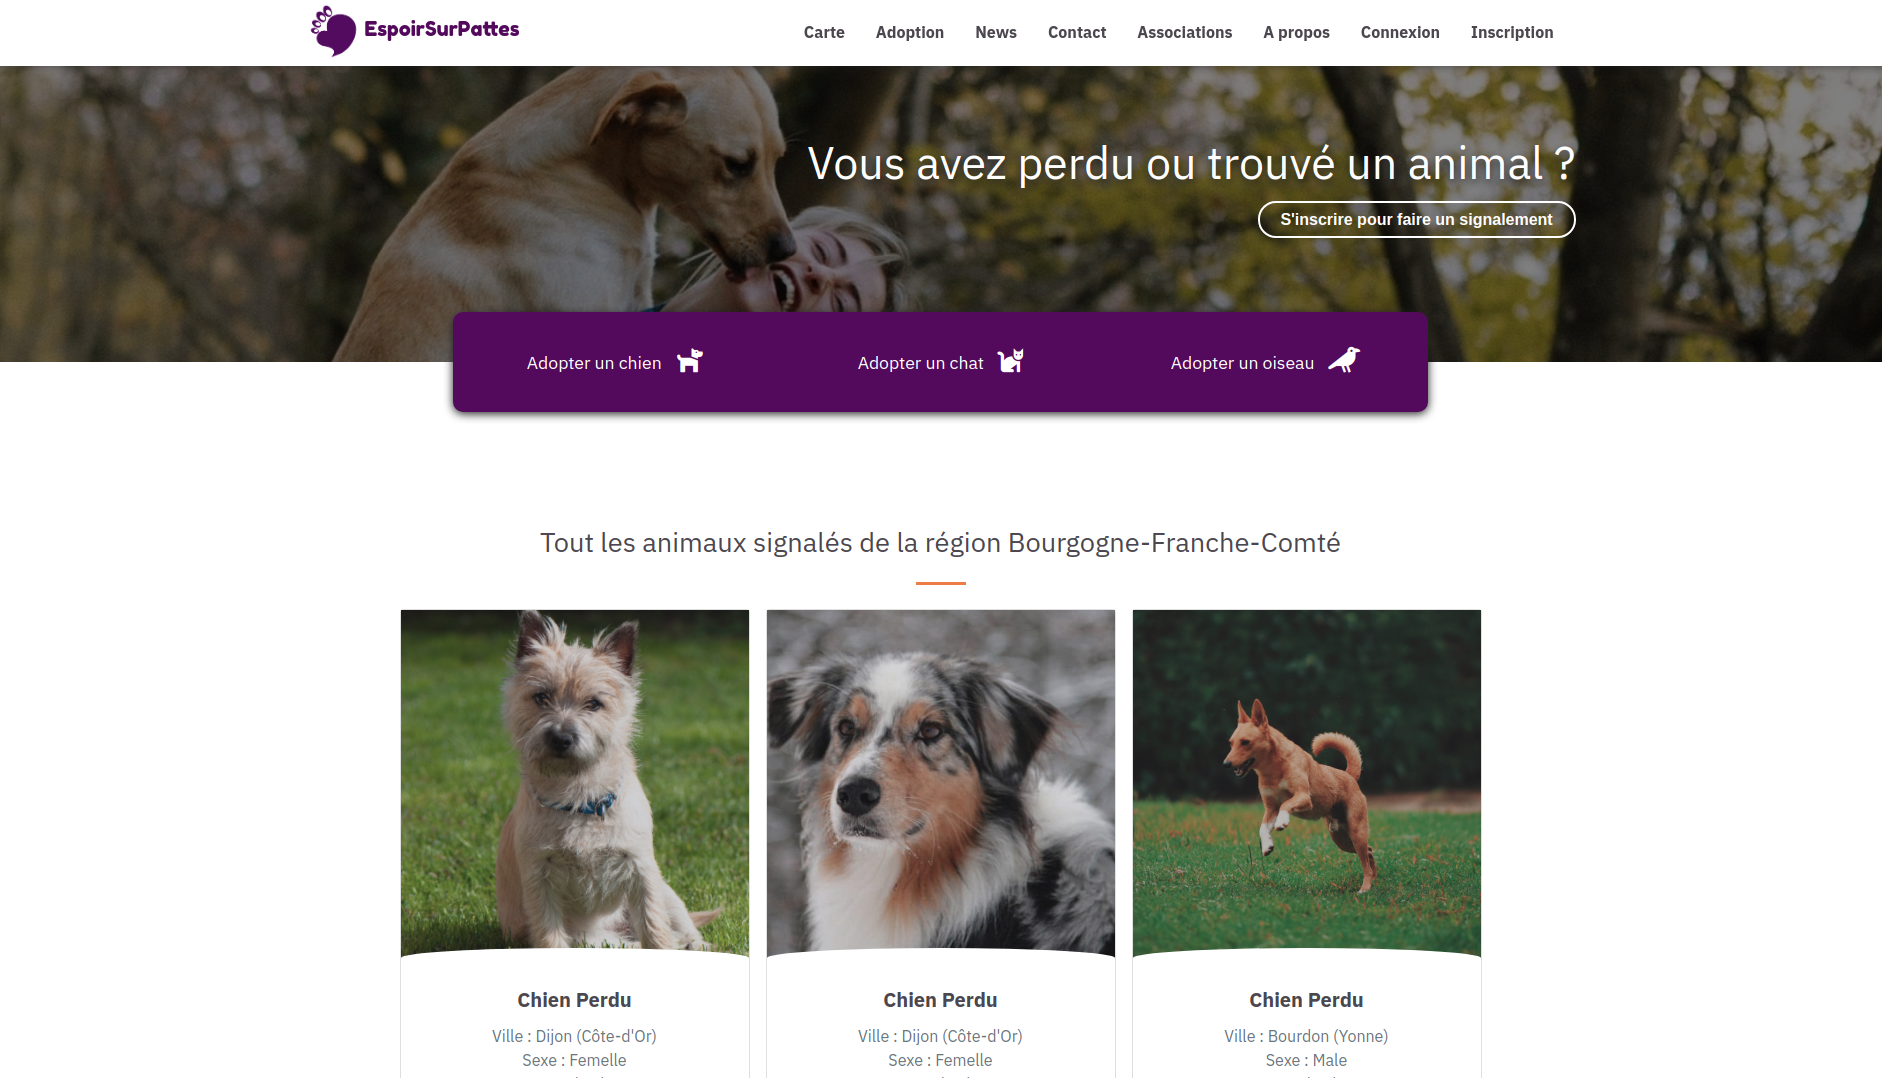 EspoirSurPattes
Carte
Adoption
News
Contact
Associations
A propos
Connexion
Inscription
Vous avez perdu ou trouvé un animal ?
S'inscrire pour faire un signalement
Adopter un chien
Adopter un chat
Adopter un oiseau
Tout les animaux signalés de la région Bourgogne-Franche-Comté
Chien Perdu
Ville : Dijon (Côte-d'Or)
Sexe : Femelle
Chien Perdu
Ville : Dijon (Côte-d'Or)
Sexe : Femelle
Chien Perdu
Ville : Bourdon (Yonne)
Sexe : Male